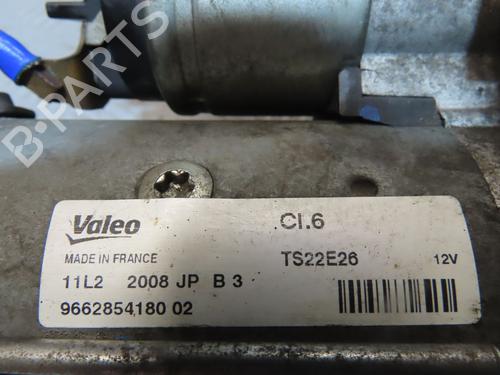 Valeo
CI.6
MADE IN FRANCE
TS22E26
12V
11L2 2008 JP B 3
9662854180 02
B-PARTS